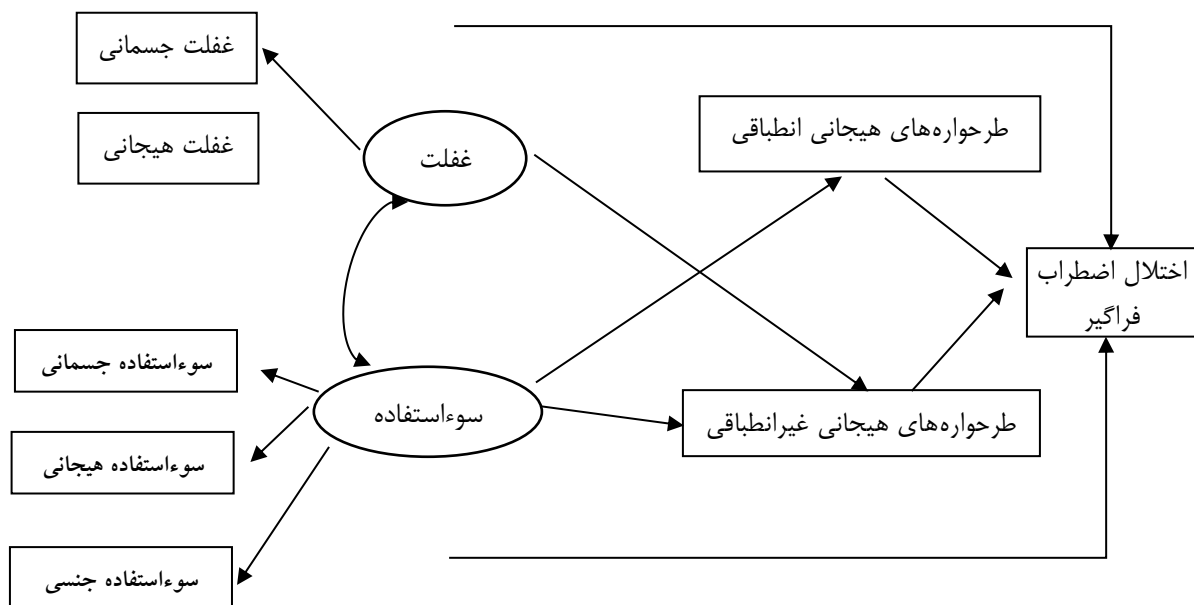 غفلت جسمانی
غفلت هیجانی
غفلت
طرحواره‌های هیجانی انطباقی
اختلال اضطراب
فراگیر
سوءاستفاده جسمانی
سوءاستفاده
طرحواره‌های هیجانی غیرانطباقی
سوءاستفاده هیجانی
سوءاستفاده جنسی